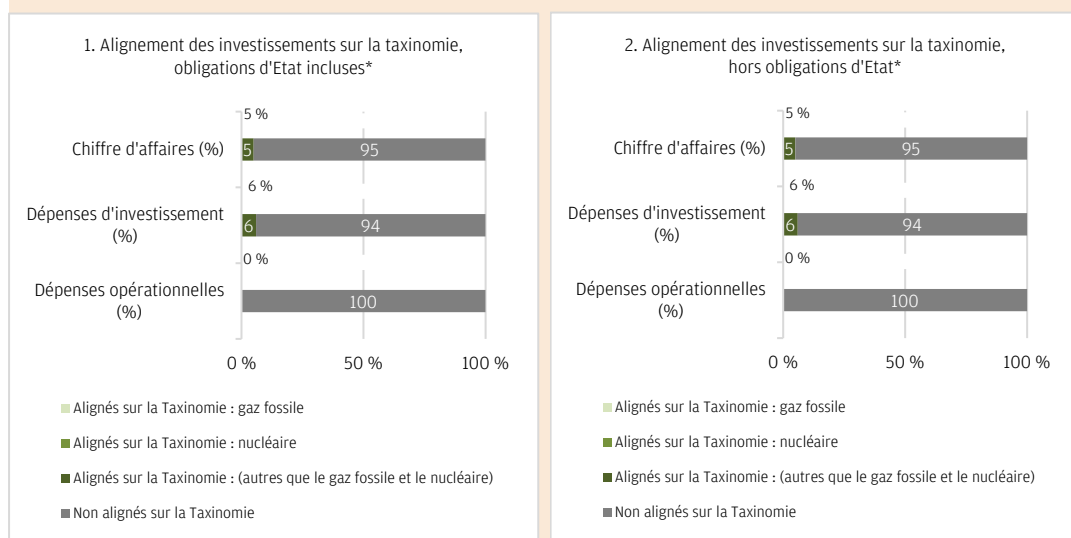 1. Alignement des investissements sur la taxinomie,
obligations d'Etat incluses*
5 %
Chiffre d'affaires (%)
5
95
6 %
Dépenses d'investissement
(%)
6
94
0 %
Dépenses opérationnelles
(%)
100
0 %
50 %
100 %
Alignés sur la Taxinomie : gaz fossile
Alignés sur la Taxinomie : nucléaire
Alignés sur la Taxinomie : (autres que le gaz fossile et le nucléaire)
Non alignés sur la Taxinomie
2. Alignement des investissements sur la taxinomie,
hors obligations d'Etat*
5 %
Chiffre d'affaires (%)
5
95
6 %
Dépenses d'investissement
(%)
6
94
0 %
Dépenses opérationnelles
(%)
100
0 %
50 %
100 %
Alignés sur la Taxinomie : gaz fossile
Alignés sur la Taxinomie : nucléaire
Alignés sur la Taxinomie : (autres que le gaz fossile et le nucléaire)
Non alignés sur la Taxinomie